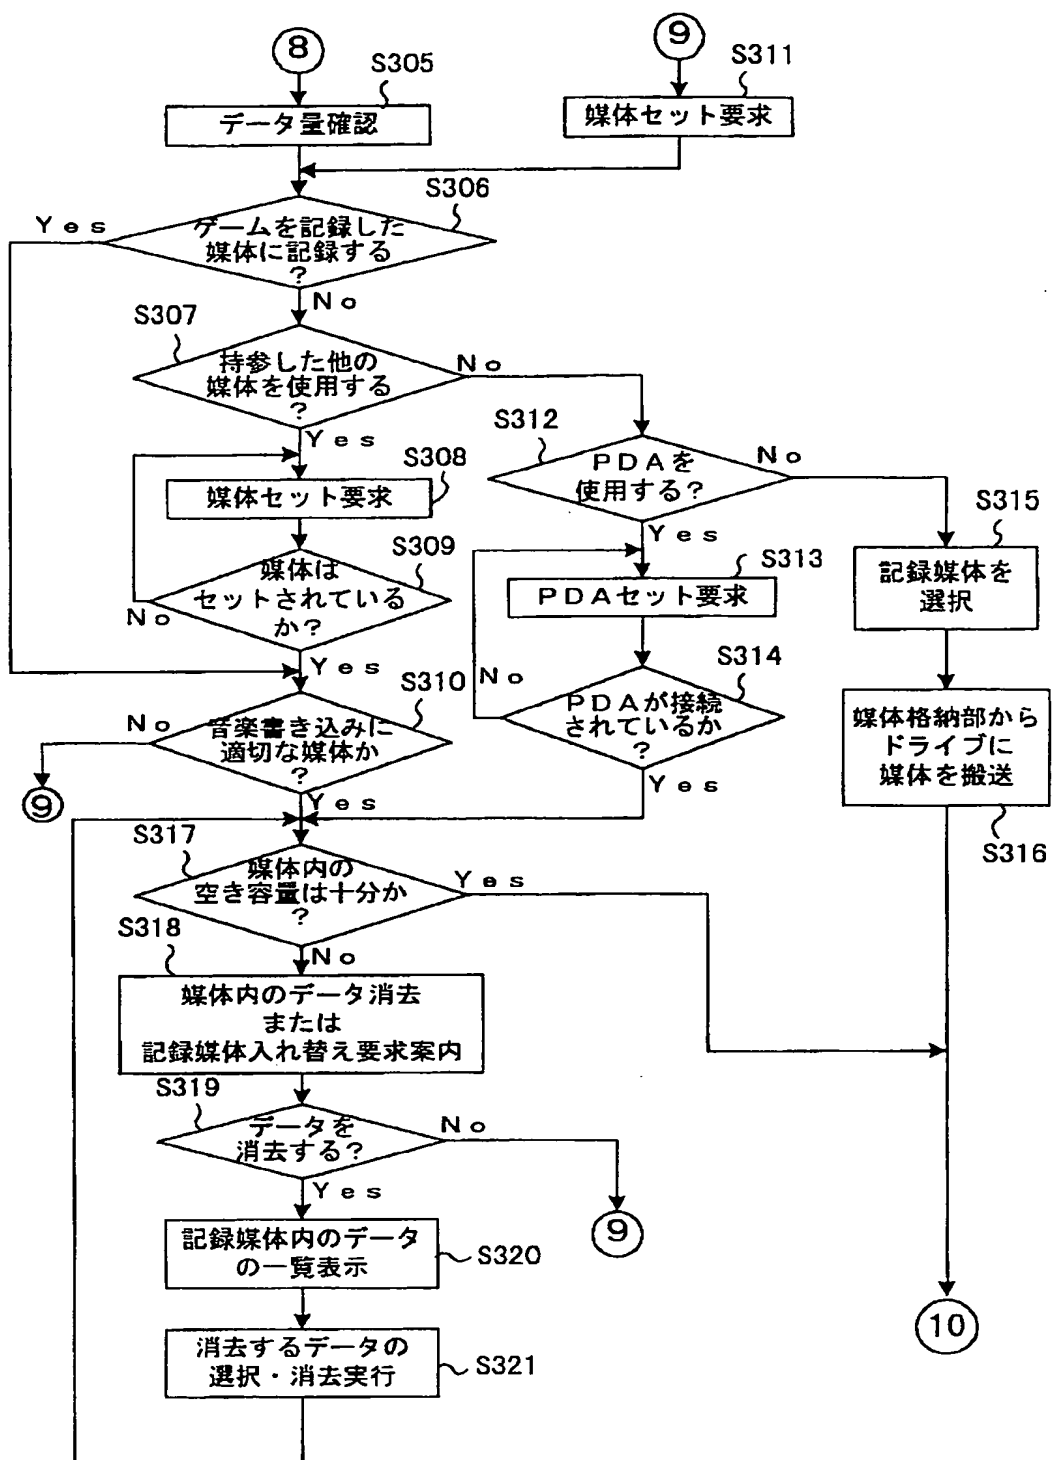 8
S305
データ量確認
9
S311
媒体セット要求
S306
ゲームを記録した
媒体に記録する
?
Yes
No
S307
持参した他の
媒体を使用する
?
No
Yes
S308
媒体セット要求
S309
媒体は
セットされている
か?
No
Yes
S312
PDAを
使用する?
No
Yes
S313
PDAセット要求
S314
PDAが接続
されているか
?
No
Yes
S315
記録媒体を
選択
媒体格納部から
ドライブに
媒体を搬送
S316
S310
音楽書き込みに
適切な媒体か
?
No
9
Yes
S317
媒体内の
空き容量は十分か
?
Yes
No
S318
媒体内のデータ消去
または
記録媒体入れ替え要求案内
S319
データを
消去する?
No
9
Yes
記録媒体内のデータ
の一覧表示
S320
消去するデータの
選択・消去実行
S321
10